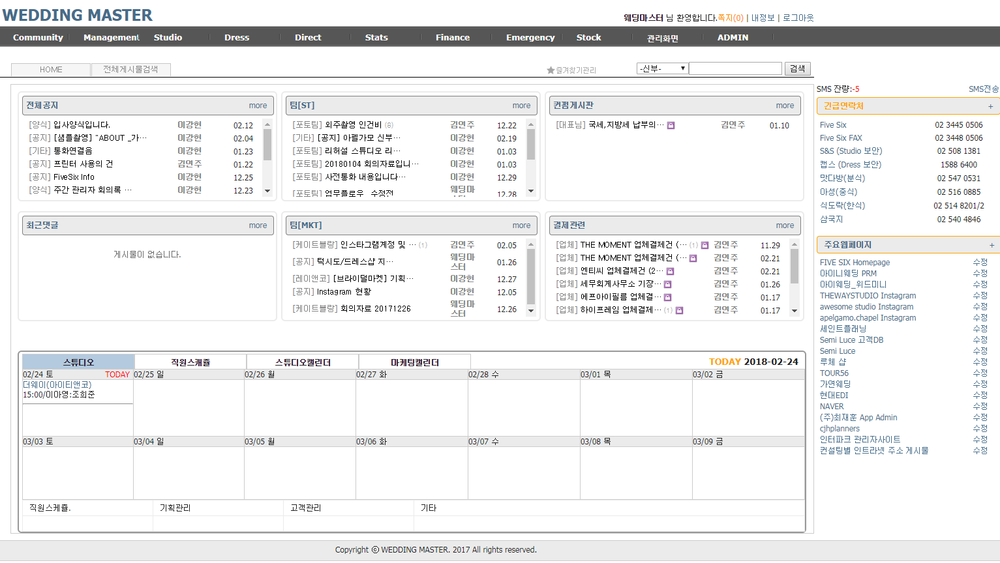 WEDDING MASTER
웨딩마스터 님 환영합니다.쪽지(0) | 내정보 | 로그아웃
Community Management Studio Dress Direct Stats Finance Emergency Stock 관리화면 ADMIN
HOME 전체게시물검색 즐겨찾기관리 -신부- 검색
전체공지 more
[양식] 입사양식입니다. 이강헌 02.12
[공지] [샘플촬영] "ABOUT _가··· 이강헌 02.04
[기타] 통화연결음 이강헌 01.23
[공지] 프린터 사용의 건 김연주 01.22
[공지] FiveSix Info 이강헌 12.25
[양식] 주간 관리자 회의록 ··· 이강헌 12.23
팀[ST] more
[포토팀] 외주촬영 인건비 (8) 김연주 12.22
[기타] [공지] 아펠가모 신부··· 이강헌 02.19
[포토팀] 리허설 스튜디오 리··· 이강헌 01.03
[포토팀] 20180104 회의자료입니··· 이강헌 01.03
[포토팀] 사전통화 내용입니다··· 이강헌 12.29
[포토팀] 업무플로우_수정전 웨딩마스터 12.28
컨펌게시판 more
[대표님] 국세,지방세 납부의··· 김연주 01.10
최근댓글 more
게시물이 없습니다.
팀[MKT] more
[케이트블랑] 인스타그램계정 및 ··· (1) 김연주 02.05
[공지] 턱시도/드레스샵 지··· 웨딩마스터 01.26
[레이앤코] [브라이덜마켓] 기획··· 이강헌 12.27
[공지] Instagram 현황 이강헌 12.05
[케이트블랑] 회의자료 20171226 웨딩마스터 12.26
결제관련 more
[업체] THE MOMENT 업체결제건 (··· (1) 김연주 11.29
[업체] THE MOMENT 업체결제건 (··· 김연주 02.21
[업체] 엔티씨 업체결제건 (2··· 김연주 02.21
[업체] 세무회계사무소 기장··· 김연주 01.26
[업체] 에프아이필름 업체결··· 김연주 01.17
[업체] 하이프레임 업체결제··· (1) 김연주 01.17
스튜디오 직원스케쥴 스튜디오캘린더 마케팅캘린더 TODAY 2018-02-24
02/24 토 TODAY 02/25 일 02/26 월 02/27 화 02/28 수 03/01 목 03/02 금
더웨이(아이티앤코)
15:00/이아영:조희준
03/03 토 03/04 일 03/05 월 03/06 화 03/07 수 03/08 목 03/09 금
직원스케쥴. 기획관리 고객관리 기타
SMS 잔량:-5 SMS전송
긴급연락처 +
Five Six 02 3445 0506
Five Six FAX 02 3448 0506
S&S (Studio 보안) 02 508 1381
캡스 (Dress 보안) 1588 6400
맛다방(분식) 02 547 0531
아성(중식) 02 516 0885
식도락(한식) 02 514 8201/2
삼국지 02 540 4846
주요웹페이지 +
FIVE SIX Homepage 수정
아이니웨딩 PRM 수정
아이웨딩_위드미니 수정
THEWAYSTUDIO Instagram 수정
awesome studio Instagram 수정
apelgamo.chapel Instagram 수정
세인트플래닝 수정
Semi Luce 고객DB 수정
Semi Luce 수정
루체 샵 수정
TOUR56 수정
가연웨딩 수정
현대EDI 수정
NAVER 수정
(주)최재훈 App Admin 수정
cjhplanners 수정
인터파크 관리자사이트 수정
컨설팅별 인트라넷 주소 게시물 수정
Copyright ⓒ WEDDING MASTER. 2017 All rights reserved.